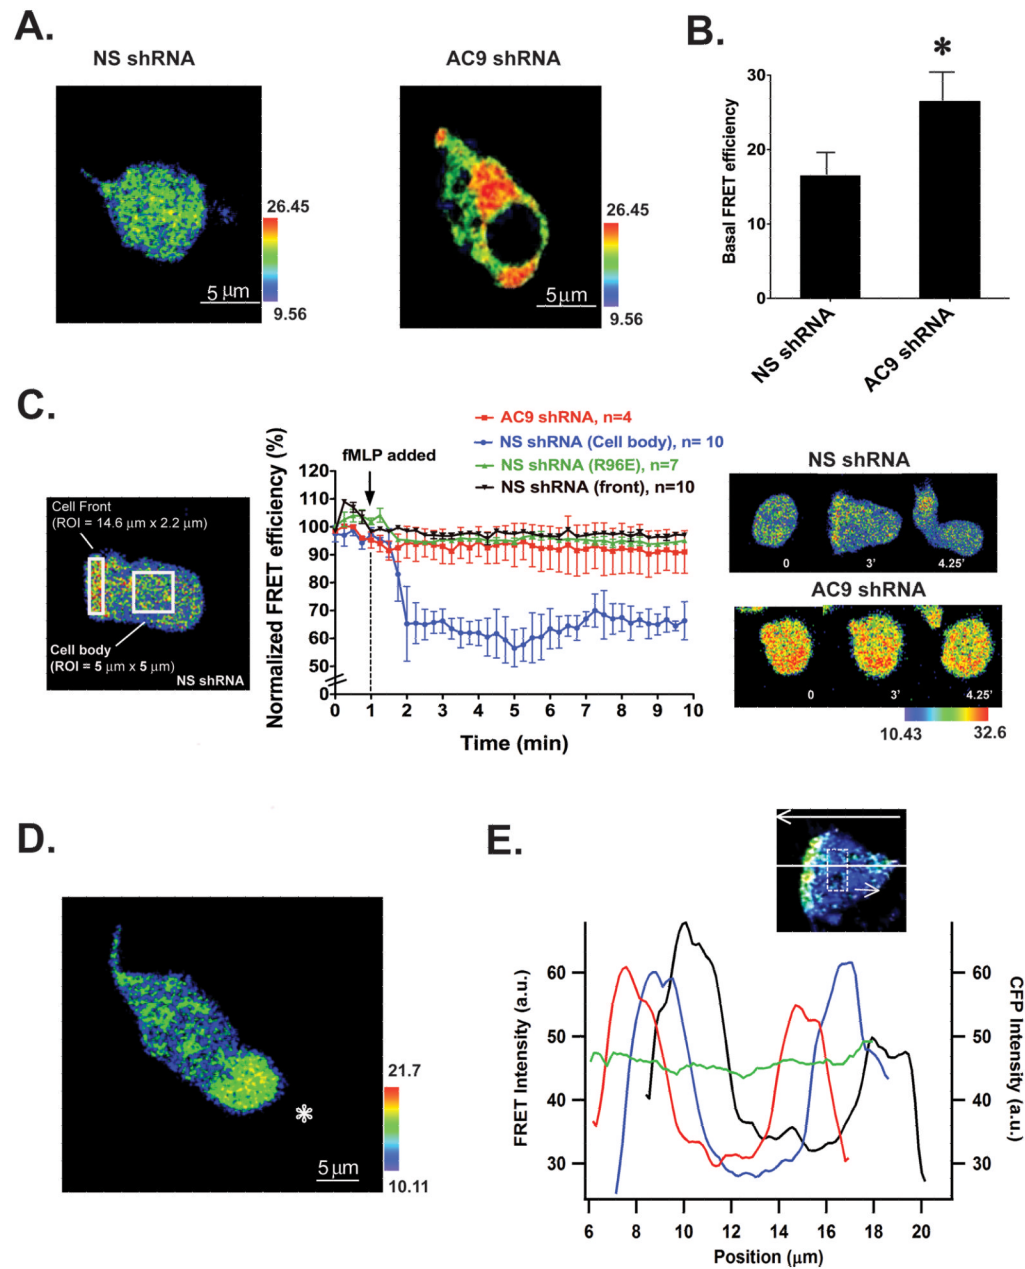 A.
NS shRNA
AC9 shRNA
26.45
9.56
5 μm
26.45
9.56
5 μm
B.
*
Basal FRET efficiency
30
20
10
0
NS shRNA
AC9 shRNA
C.
Cell Front
(ROI = 14.6 μm x 2.2 μm)
Cell body
(ROI = 5 μm x 5 μm)
NS shRNA
AC9 shRNA, n=4
NS shRNA (Cell body), n= 10
NS shRNA (R96E), n=7
NS shRNA (front), n=10
fMLP added
Normalized FRET efficiency (%)
120
110
100
90
80
70
60
50
0
0 1 2 3 4 5 6 7 8 9 10
Time (min)
NS shRNA
0 3' 4.25'
AC9 shRNA
0 3' 4.25'
10.43 32.6
D.
21.7
10.11
5 μm
E.
FRET Intensity (a.u.)
60
50
40
30
60
50
40
30
CFP Intensity (a.u.)
6 8 10 12 14 16 18 20
Position (μm)